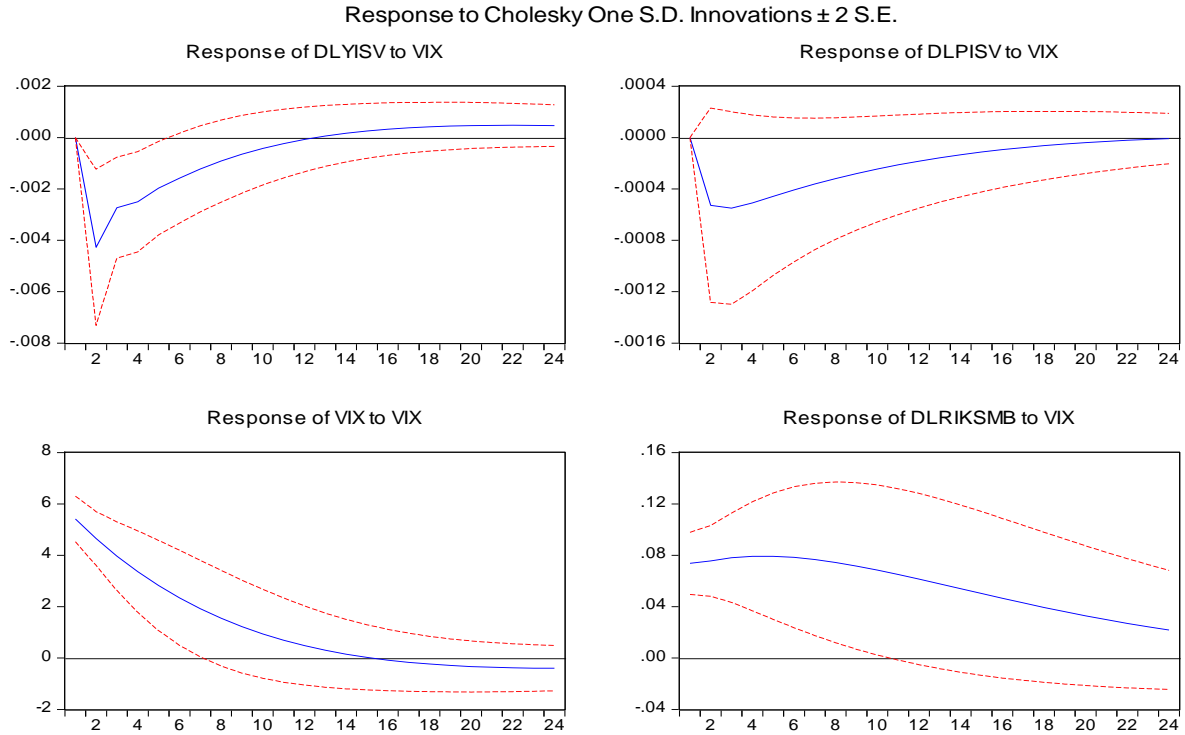 Response to Cholesky One S.D. Innovations ± 2 S.E.
Response of DLYISV to VIX
.002
.000
-.002
-.004
-.006
-.008
2 4 6 8 10 12 14 16 18 20 22 24
Response of DLPISV to VIX
.0004
.0000
-.0004
-.0008
-.0012
-.0016
2 4 6 8 10 12 14 16 18 20 22 24
Response of VIX to VIX
8
6
4
2
0
-2
2 4 6 8 10 12 14 16 18 20 22 24
Response of DLRIKSMB to VIX
.16
.12
.08
.04
.00
-.04
2 4 6 8 10 12 14 16 18 20 22 24